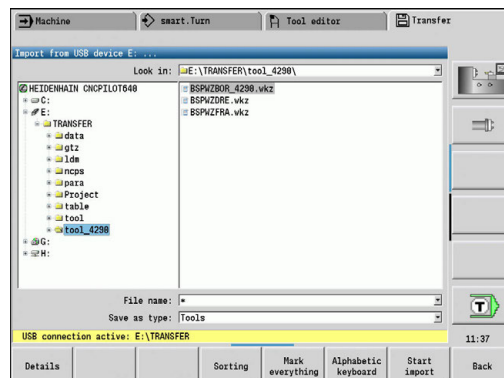 Machine smart.Turn Tool editor Transfer
Import from USB device E: ...
Look in: E:\TRANSFER\tool_4290\
HEIDENHAIN CNCPILOT640
C:
E:
TRANSFER
data
gtz
ldm
ncps
para
Project
table
tool
tool_4290
G:
H:
BSPWZBOR_4290.wkz
BSPWZDRE.wkz
BSPWZFRA.wkz
File name: *
Save as type: Tools
USB connection active: E:\TRANSFER
T
11:37
Details Sorting Mark everything Alphabetic keyboard Start import Back